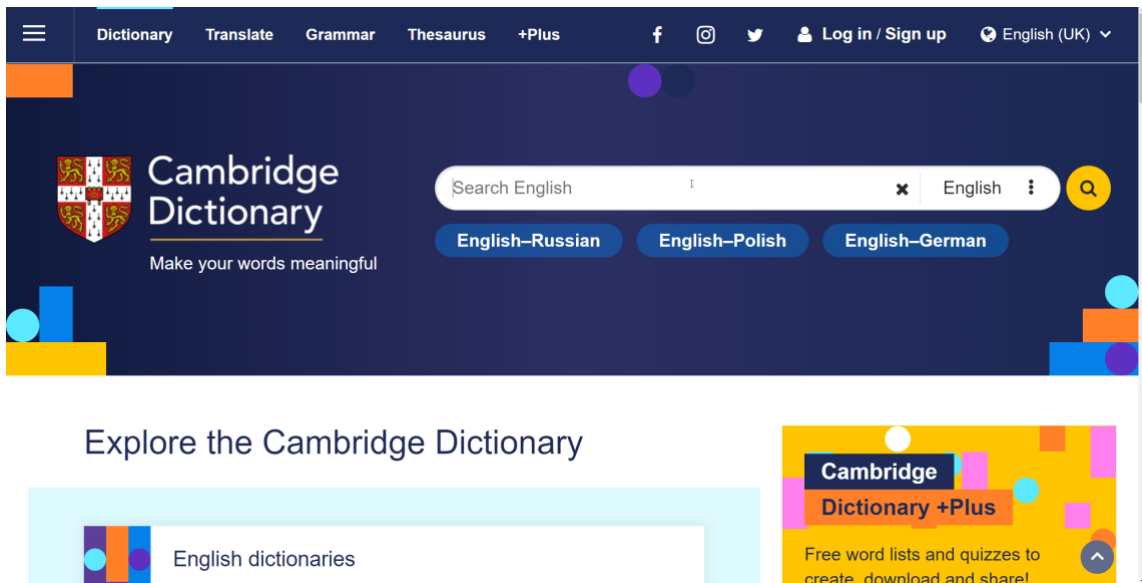 Dictionary Translate Grammar Thesaurus +Plus Log in / Sign up English (UK)
Cambridge
Dictionary
Make your words meaningful
Search English English
English–Russian English–Polish English–German
Explore the Cambridge Dictionary
Cambridge
Dictionary +Plus
English dictionaries
Free word lists and quizzes to
create, download and share!